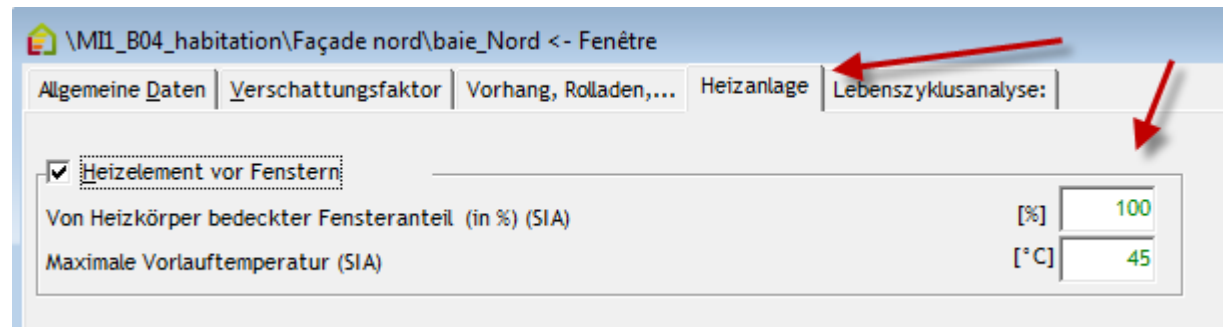 \MI1_B04_habitation\Façade nord\baie_Nord <- Fenêtre
Allgemeine Daten Verschattungsfaktor Vorhang, Rolladen,... Heizanlage Lebenszyklusanalyse:
Heizelement vor Fenstern
Von Heizkörper bedeckter Fensteranteil (in %) (SIA) [%] 100
Maximale Vorlauftemperatur (SIA) [°C] 45